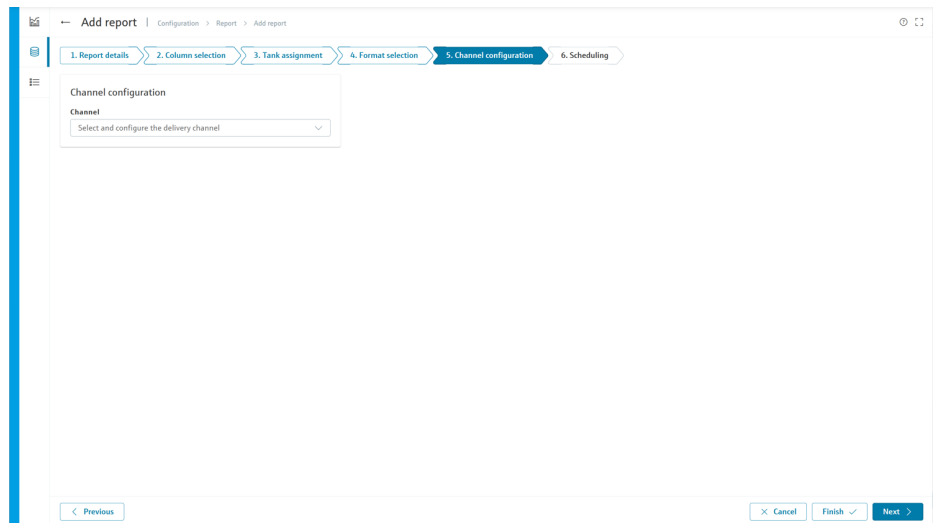 Add report | Configuration > Report > Add report
1. Report details 2. Column selection 3. Tank assignment 4. Format selection 5. Channel configuration 6. Scheduling
Channel configuration
Channel
Select and configure the delivery channel
Previous Cancel Finish Next